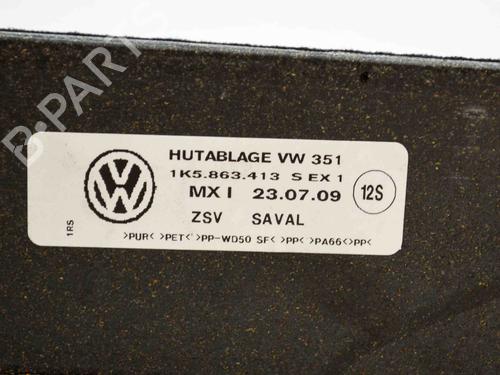 B-PARTS
HUTABLAGE VW 351
1K5.863.413 S EX 1
MX I 23.07.09 12S
ZSV SAVAL
1RS
>PUR< >PET< >PP-WD50 SF< >PP< >PA66< >PP<